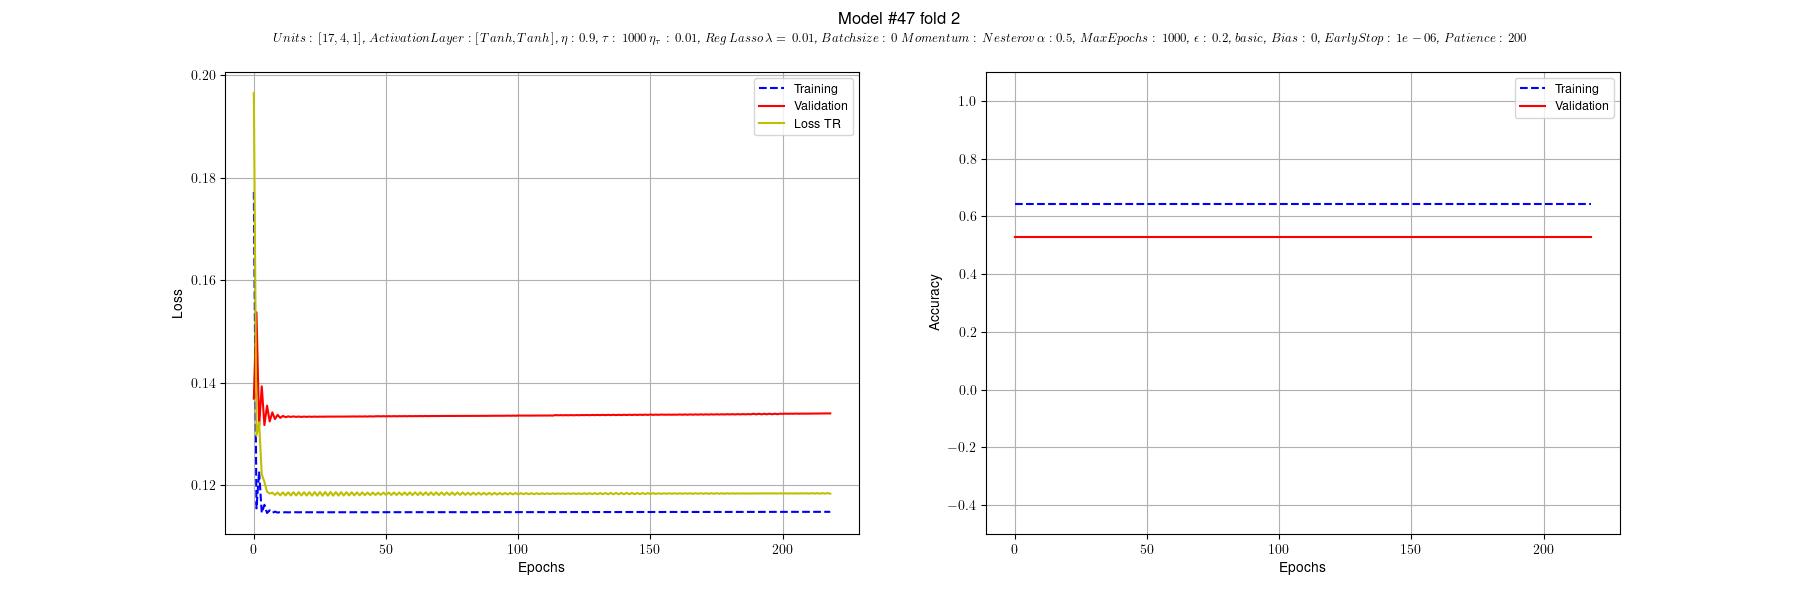 Model #47 fold 2
Units : [17, 4, 1], ActivationLayer : [Tanh, Tanh], η : 0.9, τ : 1000 η_τ : 0.01, Reg Lasso λ = 0.01, Batchsize : 0 Momentum : Nesterov α : 0.5, MaxEpochs : 1000, ϵ : 0.2, basic, Bias : 0, EarlyStop : 1e − 06, Patience : 200
0.20
0.18
0.16
0.14
0.12
Loss
0
50
100
150
200
Epochs
Training
Validation
Loss TR
1.0
0.8
0.6
0.4
0.2
0.0
−0.2
−0.4
Accuracy
0
50
100
150
200
Epochs
Training
Validation